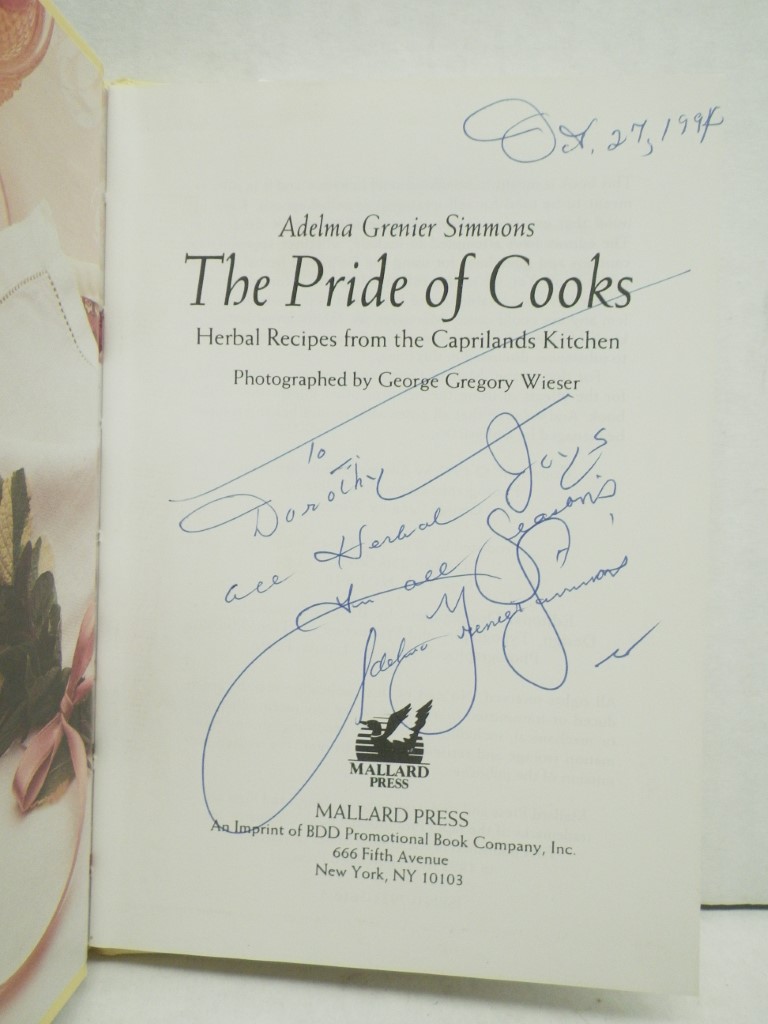 Oct. 27, 1994
Adelma Grenier Simmons
The Pride of Cooks
Herbal Recipes from the Caprilands Kitchen
Photographed by George Gregory Wieser
To
Dorothy
all Herbal Joys
In all Seasons
Adelma Grenier Simmons
MALLARD
PRESS
MALLARD PRESS
An Imprint of BDD Promotional Book Company, Inc.
666 Fifth Avenue
New York, NY 10103